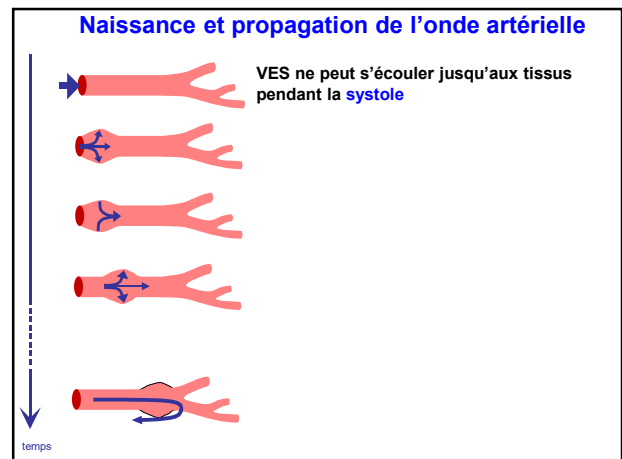 Naissance et propagation de l'onde artérielle
VES ne peut s'écouler jusqu'aux tissus
pendant la systole
temps